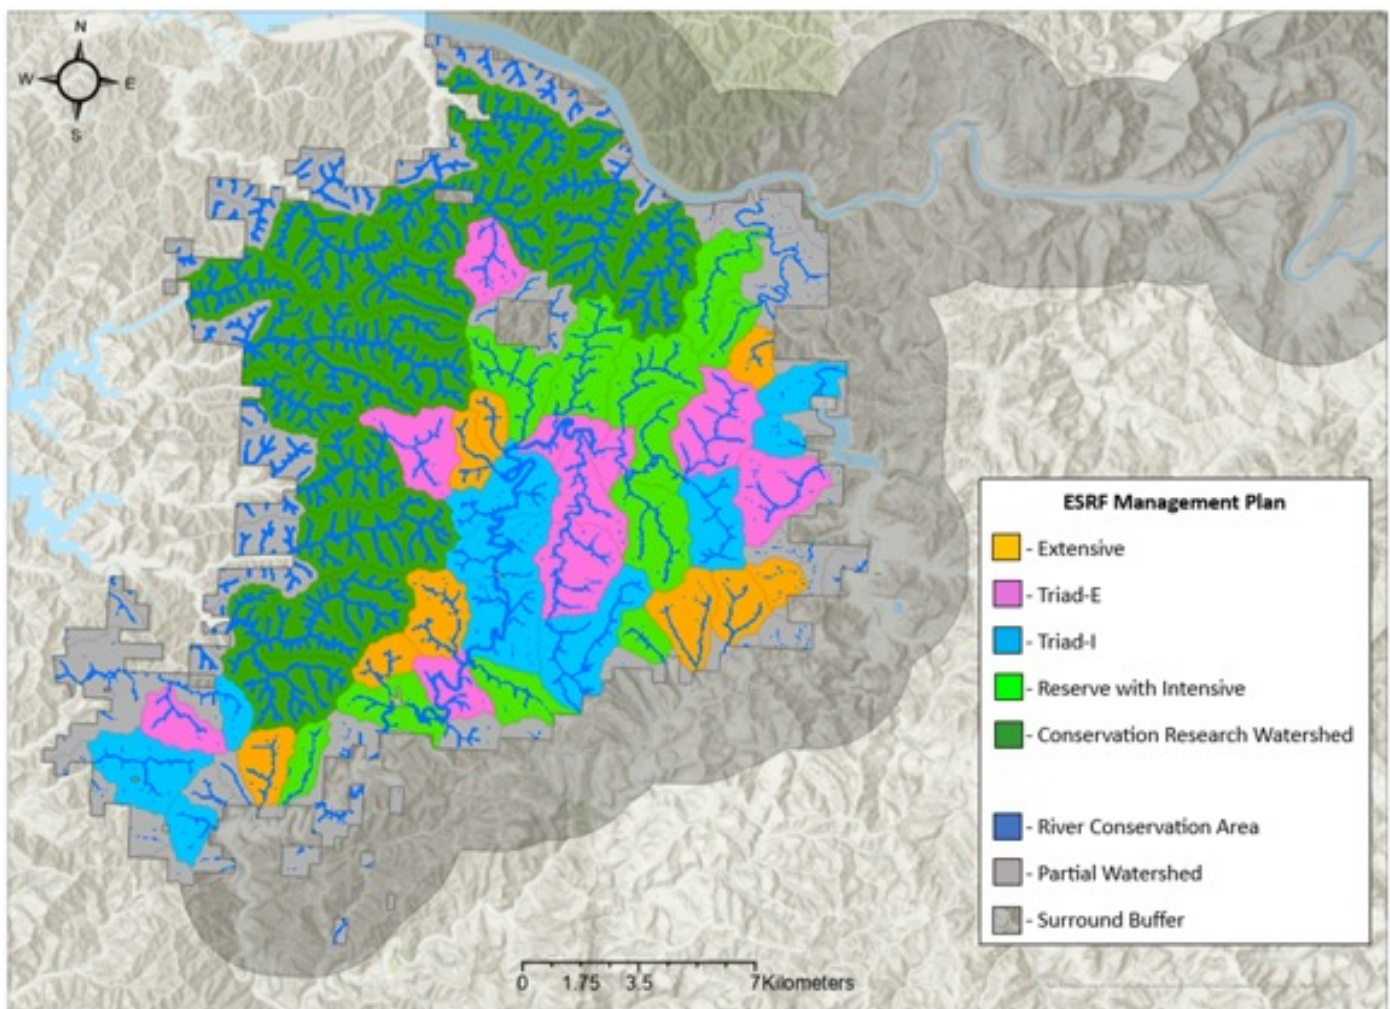 N
W
E
S
ESRF Management Plan
- Extensive
- Triad-E
- Triad-I
- Reserve with Intensive
- Conservation Research Watershed
- River Conservation Area
- Partial Watershed
- Surround Buffer
0 1.75 3.5 7Kilometers